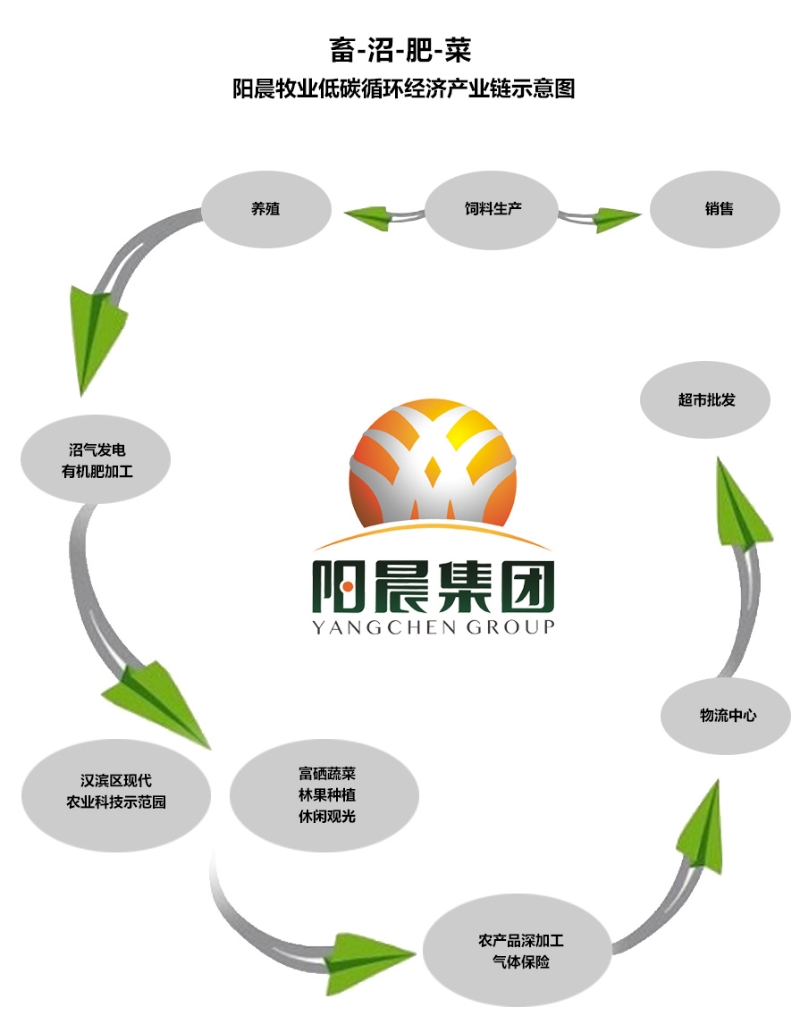 畜-沼-肥-菜
阳晨牧业低碳循环经济产业链示意图
养殖
饲料生产
销售
超市批发
沼气发电
有机肥加工
阳晨集团
YANGCHEN GROUP
物流中心
汉滨区现代
农业科技示范园
富硒蔬菜
林果种植
休闲观光
农产品深加工
气体保险